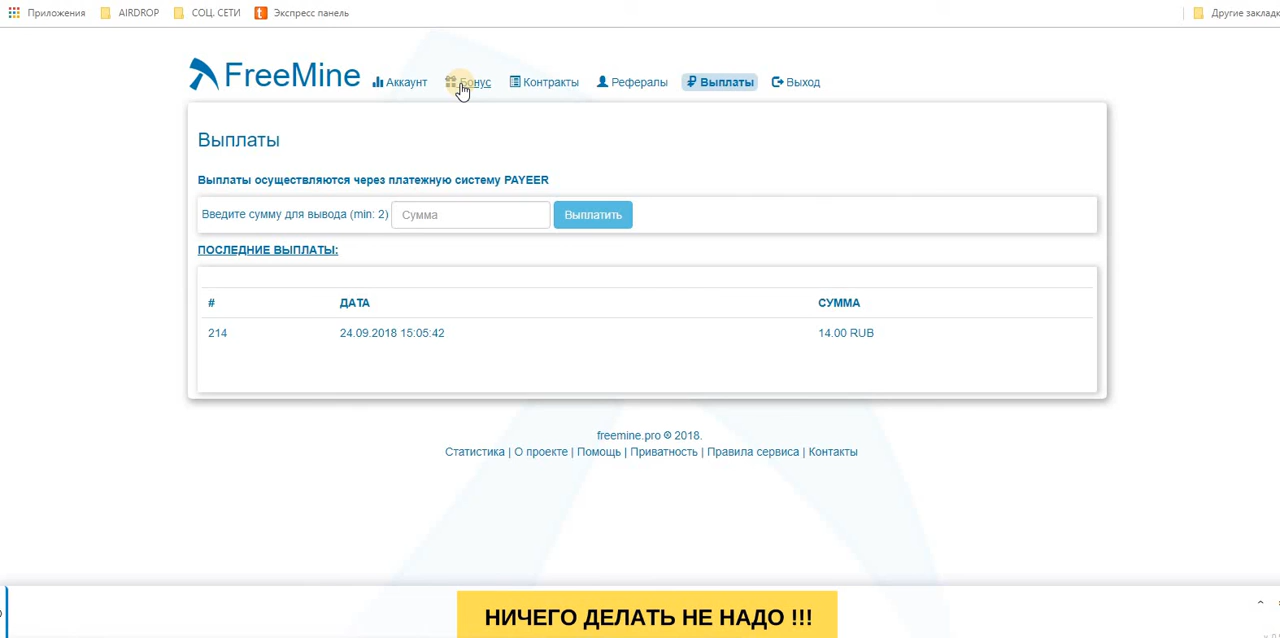 Приложения AIRDROP СОЦ. СЕТИ Экспресс панель Другие закладк
FreeMine Аккаунт Бонус Контракты Рефералы Выплаты Выход
Выплаты
Выплаты осуществляются через платежную систему PAYEER
Введите сумму для вывода (min: 2) Сумма Выплатить
ПОСЛЕДНИЕ ВЫПЛАТЫ:
# ДАТА СУММА
214 24.09.2018 15:05:42 14.00 RUB
freemine.pro © 2018.
Статистика | О проекте | Помощь | Приватность | Правила сервиса | Контакты
НИЧЕГО ДЕЛАТЬ НЕ НАДО !!!